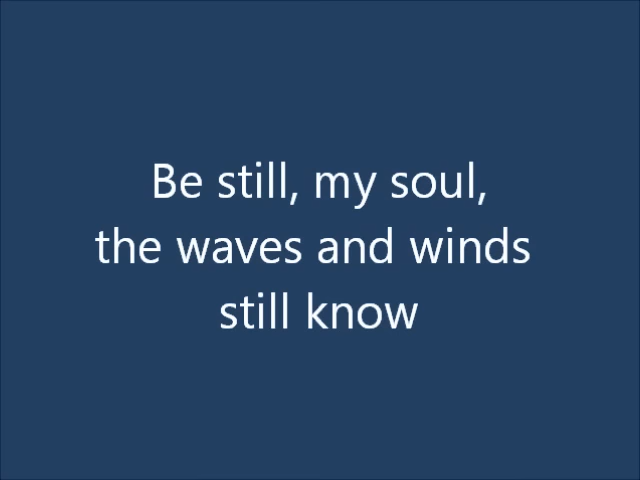 Be still, my soul,
the waves and winds
still know